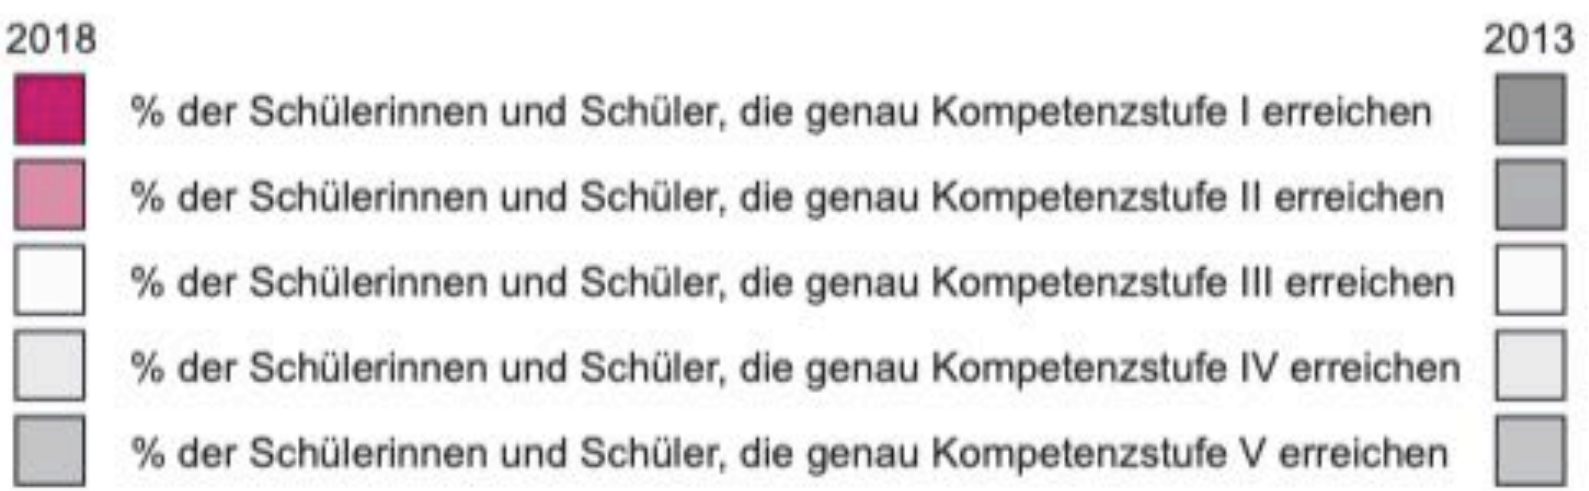 2018 2013
% der Schülerinnen und Schüler, die genau Kompetenzstufe I erreichen
% der Schülerinnen und Schüler, die genau Kompetenzstufe II erreichen
% der Schülerinnen und Schüler, die genau Kompetenzstufe III erreichen
% der Schülerinnen und Schüler, die genau Kompetenzstufe IV erreichen
% der Schülerinnen und Schüler, die genau Kompetenzstufe V erreichen